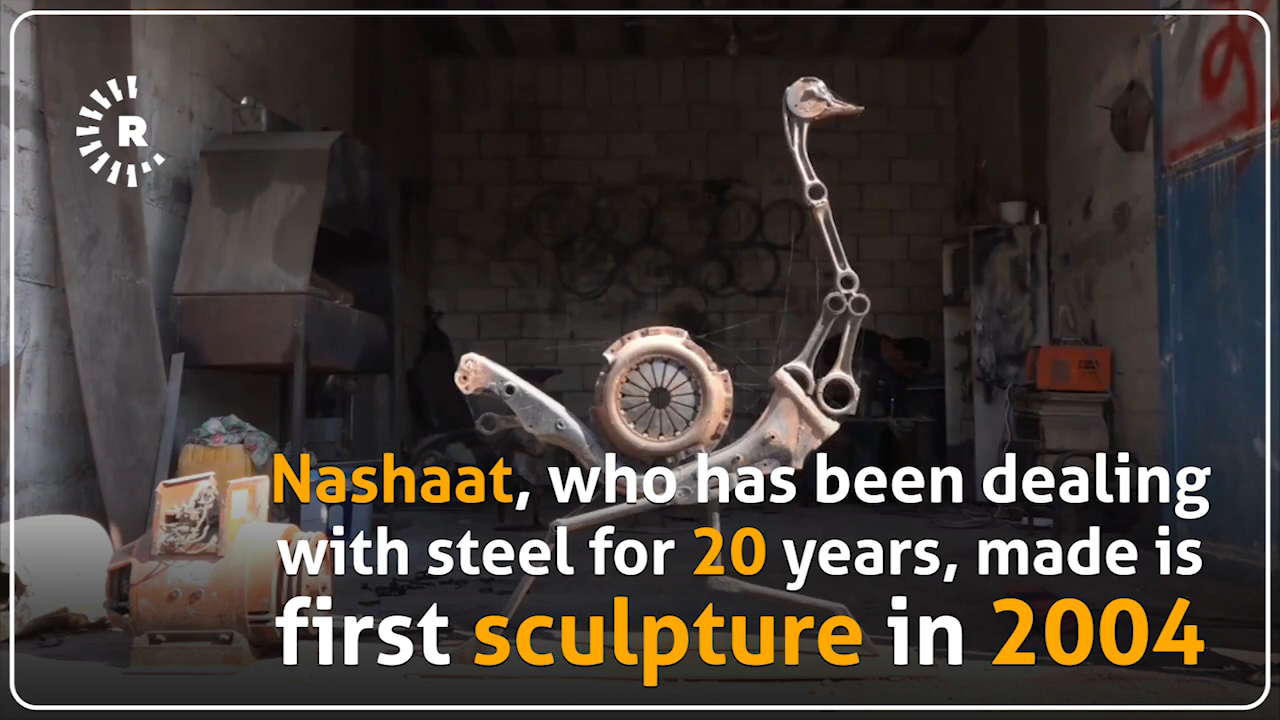 R
Nashaat, who has been dealing
with steel for 20 years, made is
first sculpture in 2004